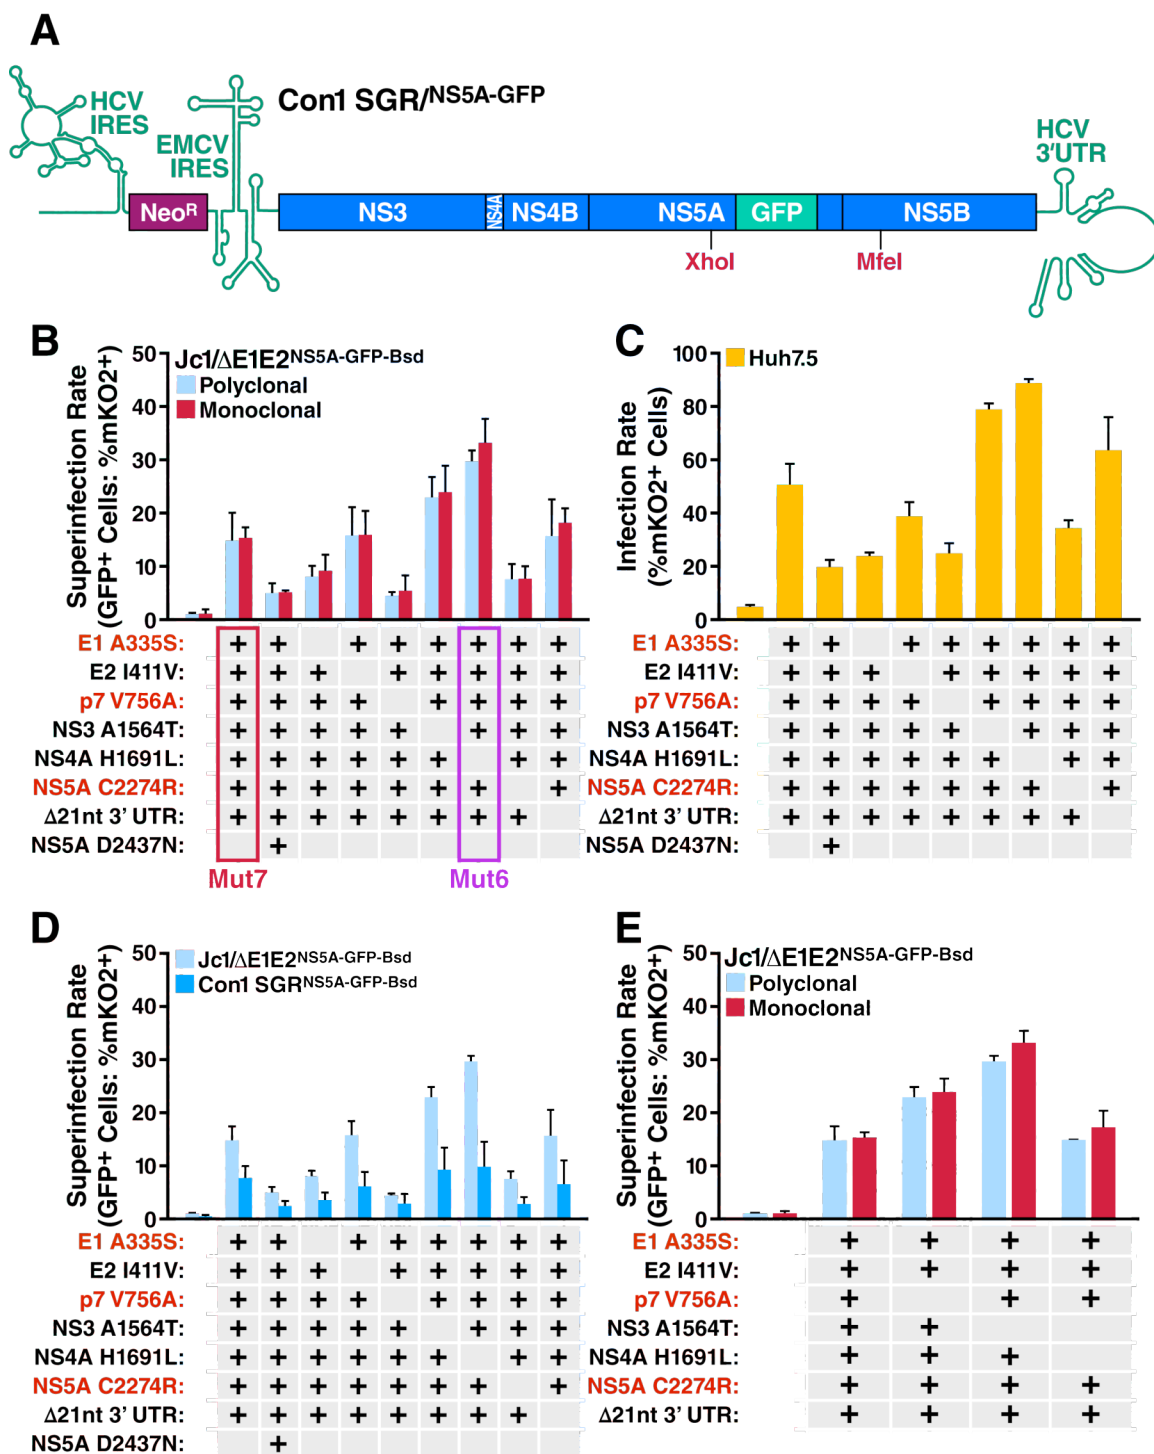 A
HCV
IRES
EMCV
IRES
Con1 SGR/NS5A-GFP
HCV
3'UTR
NeoR
NS3
NS4A
NS4B
NS5A
GFP
NS5B
XhoI
MfeI
B
Superinfection Rate
(GFP+ Cells: %mKO2+)
50
40
30
20
10
0
Jc1/ΔE1E2NS5A-GFP-Bsd
Polyclonal
Monoclonal
E1 A335S: + + + + + + + +
E2 I411V: + + + + + + + +
p7 V756A: + + + + + + + +
NS3 A1564T: + + + + + + + +
NS4A H1691L: + + + + + + + +
NS5A C2274R: + + + + + + + +
Δ21nt 3' UTR: + + + + + + + +
NS5A D2437N: +
Mut7
Mut6
C
Infection Rate
(%mKO2+ Cells)
100
80
60
40
20
0
Huh7.5
E1 A335S: + + + + + + + +
E2 I411V: + + + + + + + +
p7 V756A: + + + + + + + +
NS3 A1564T: + + + + + + + +
NS4A H1691L: + + + + + + + +
NS5A C2274R: + + + + + + + +
Δ21nt 3' UTR: + + + + + + + +
NS5A D2437N: +
D
Superinfection Rate
(GFP+ Cells: %mKO2+)
50
40
30
20
10
0
Jc1/ΔE1E2NS5A-GFP-Bsd
Con1 SGRNS5A-GFP-Bsd
E1 A335S: + + + + + + + +
E2 I411V: + + + + + + + +
p7 V756A: + + + + + + + +
NS3 A1564T: + + + + + + + +
NS4A H1691L: + + + + + + + +
NS5A C2274R: + + + + + + + +
Δ21nt 3' UTR: + + + + + + + +
NS5A D2437N: +
E
Superinfection Rate
(GFP+ Cells: %mKO2+)
50
40
30
20
10
0
Jc1/ΔE1E2NS5A-GFP-Bsd
Polyclonal
Monoclonal
E1 A335S: + + + +
E2 I411V: + + + +
p7 V756A: + + +
NS3 A1564T: + +
NS4A H1691L: + + +
NS5A C2274R: + + + +
Δ21nt 3' UTR: + + + +